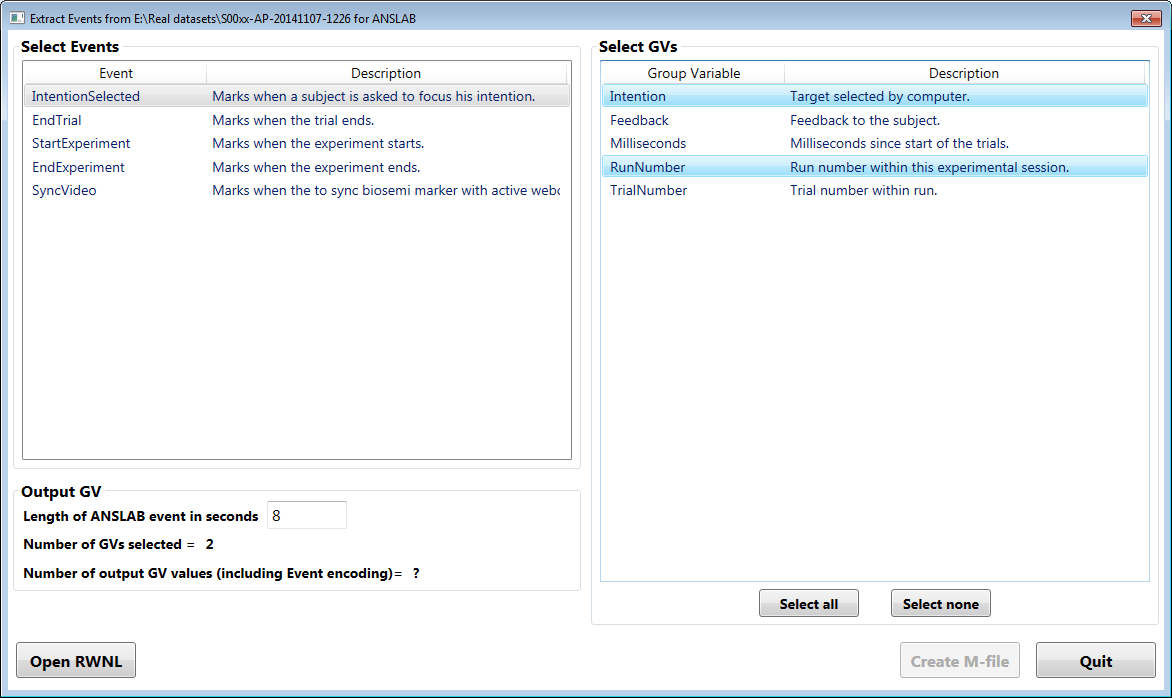 Extract Events from E:\Real datasets\S00xx-AP-20141107-1226 for ANSLAB
Select Events
Event Description
IntentionSelected Marks when a subject is asked to focus his intention.
EndTrial Marks when the trial ends.
StartExperiment Marks when the experiment starts.
EndExperiment Marks when the experiment ends.
SyncVideo Marks when the to sync biosemi marker with active webc
Output GV
Length of ANSLAB event in seconds 8
Number of GVs selected = 2
Number of output GV values (including Event encoding)= ?
Open RWNL
Select GVs
Group Variable Description
Intention Target selected by computer.
Feedback Feedback to the subject.
Milliseconds Milliseconds since start of the trials.
RunNumber Run number within this experimental session.
TrialNumber Trial number within run.
Select all Select none
Create M-file Quit